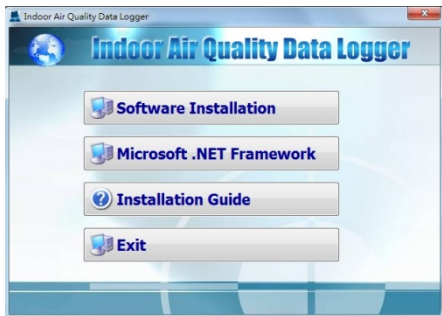 Indoor Air Quality Data Logger
Indoor Air Quality Data Logger
Software Installation
Microsoft .NET Framework
Installation Guide
Exit